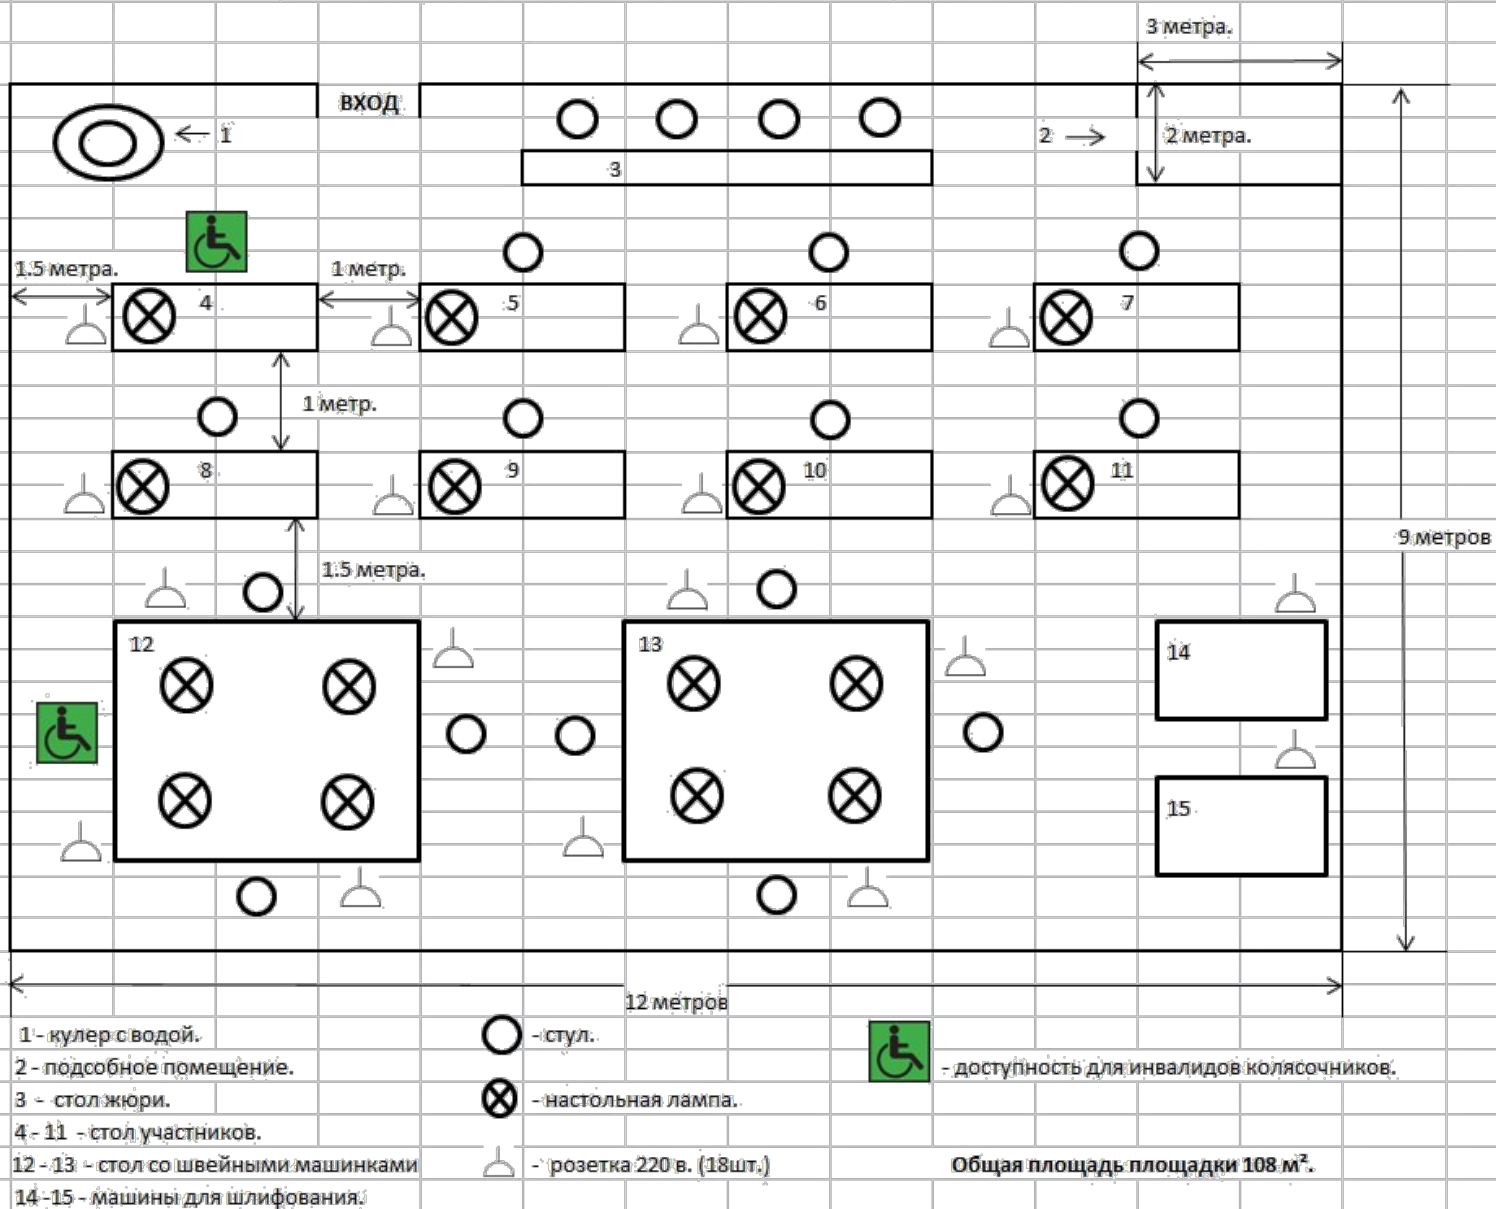 3 метра.
ВХОД
1
2
2 метра.
3
1.5 метра.
1 метр.
4
5
6
7
1 метр.
8
9
10
11
9 метров
1.5 метра.
12
13
14
15
12 метров
1 - кулер с водой.
- стул.
2 - подсобное помещение.
- доступность для инвалидов колясочников.
3 - стол жюри.
- настольная лампа.
4 - 11 - стол участников.
12 - 13 - стол со швейными машинками
- розетка 220 в. (18шт.)
Общая площадь площадки 108 м².
14 -15 - машины для шлифования.